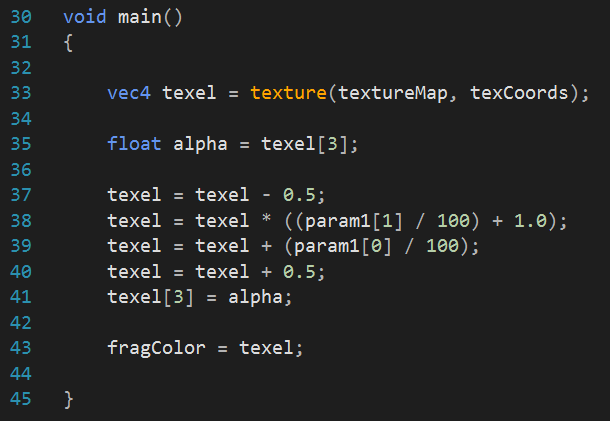 30 void main()
31 {
32
33 vec4 texel = texture(textureMap, texCoords);
34
35 float alpha = texel[3];
36
37 texel = texel - 0.5;
38 texel = texel * ((param1[1] / 100) + 1.0);
39 texel = texel + (param1[0] / 100);
40 texel = texel + 0.5;
41 texel[3] = alpha;
42
43 fragColor = texel;
44
45 }